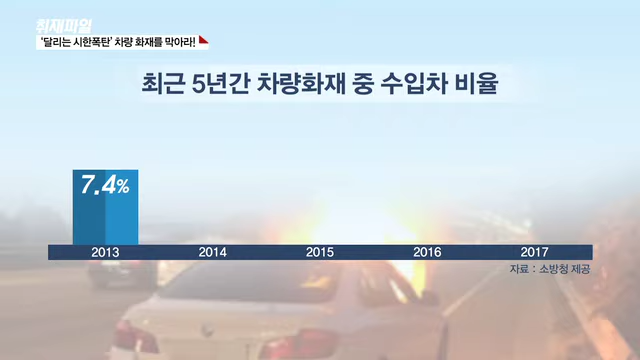 취재파일
'달리는 시한폭탄' 차량 화재를 막아라!
최근 5년간 차량화재 중 수입차 비율
7.4%
2013 2014 2015 2016 2017
자료 : 소방청 제공